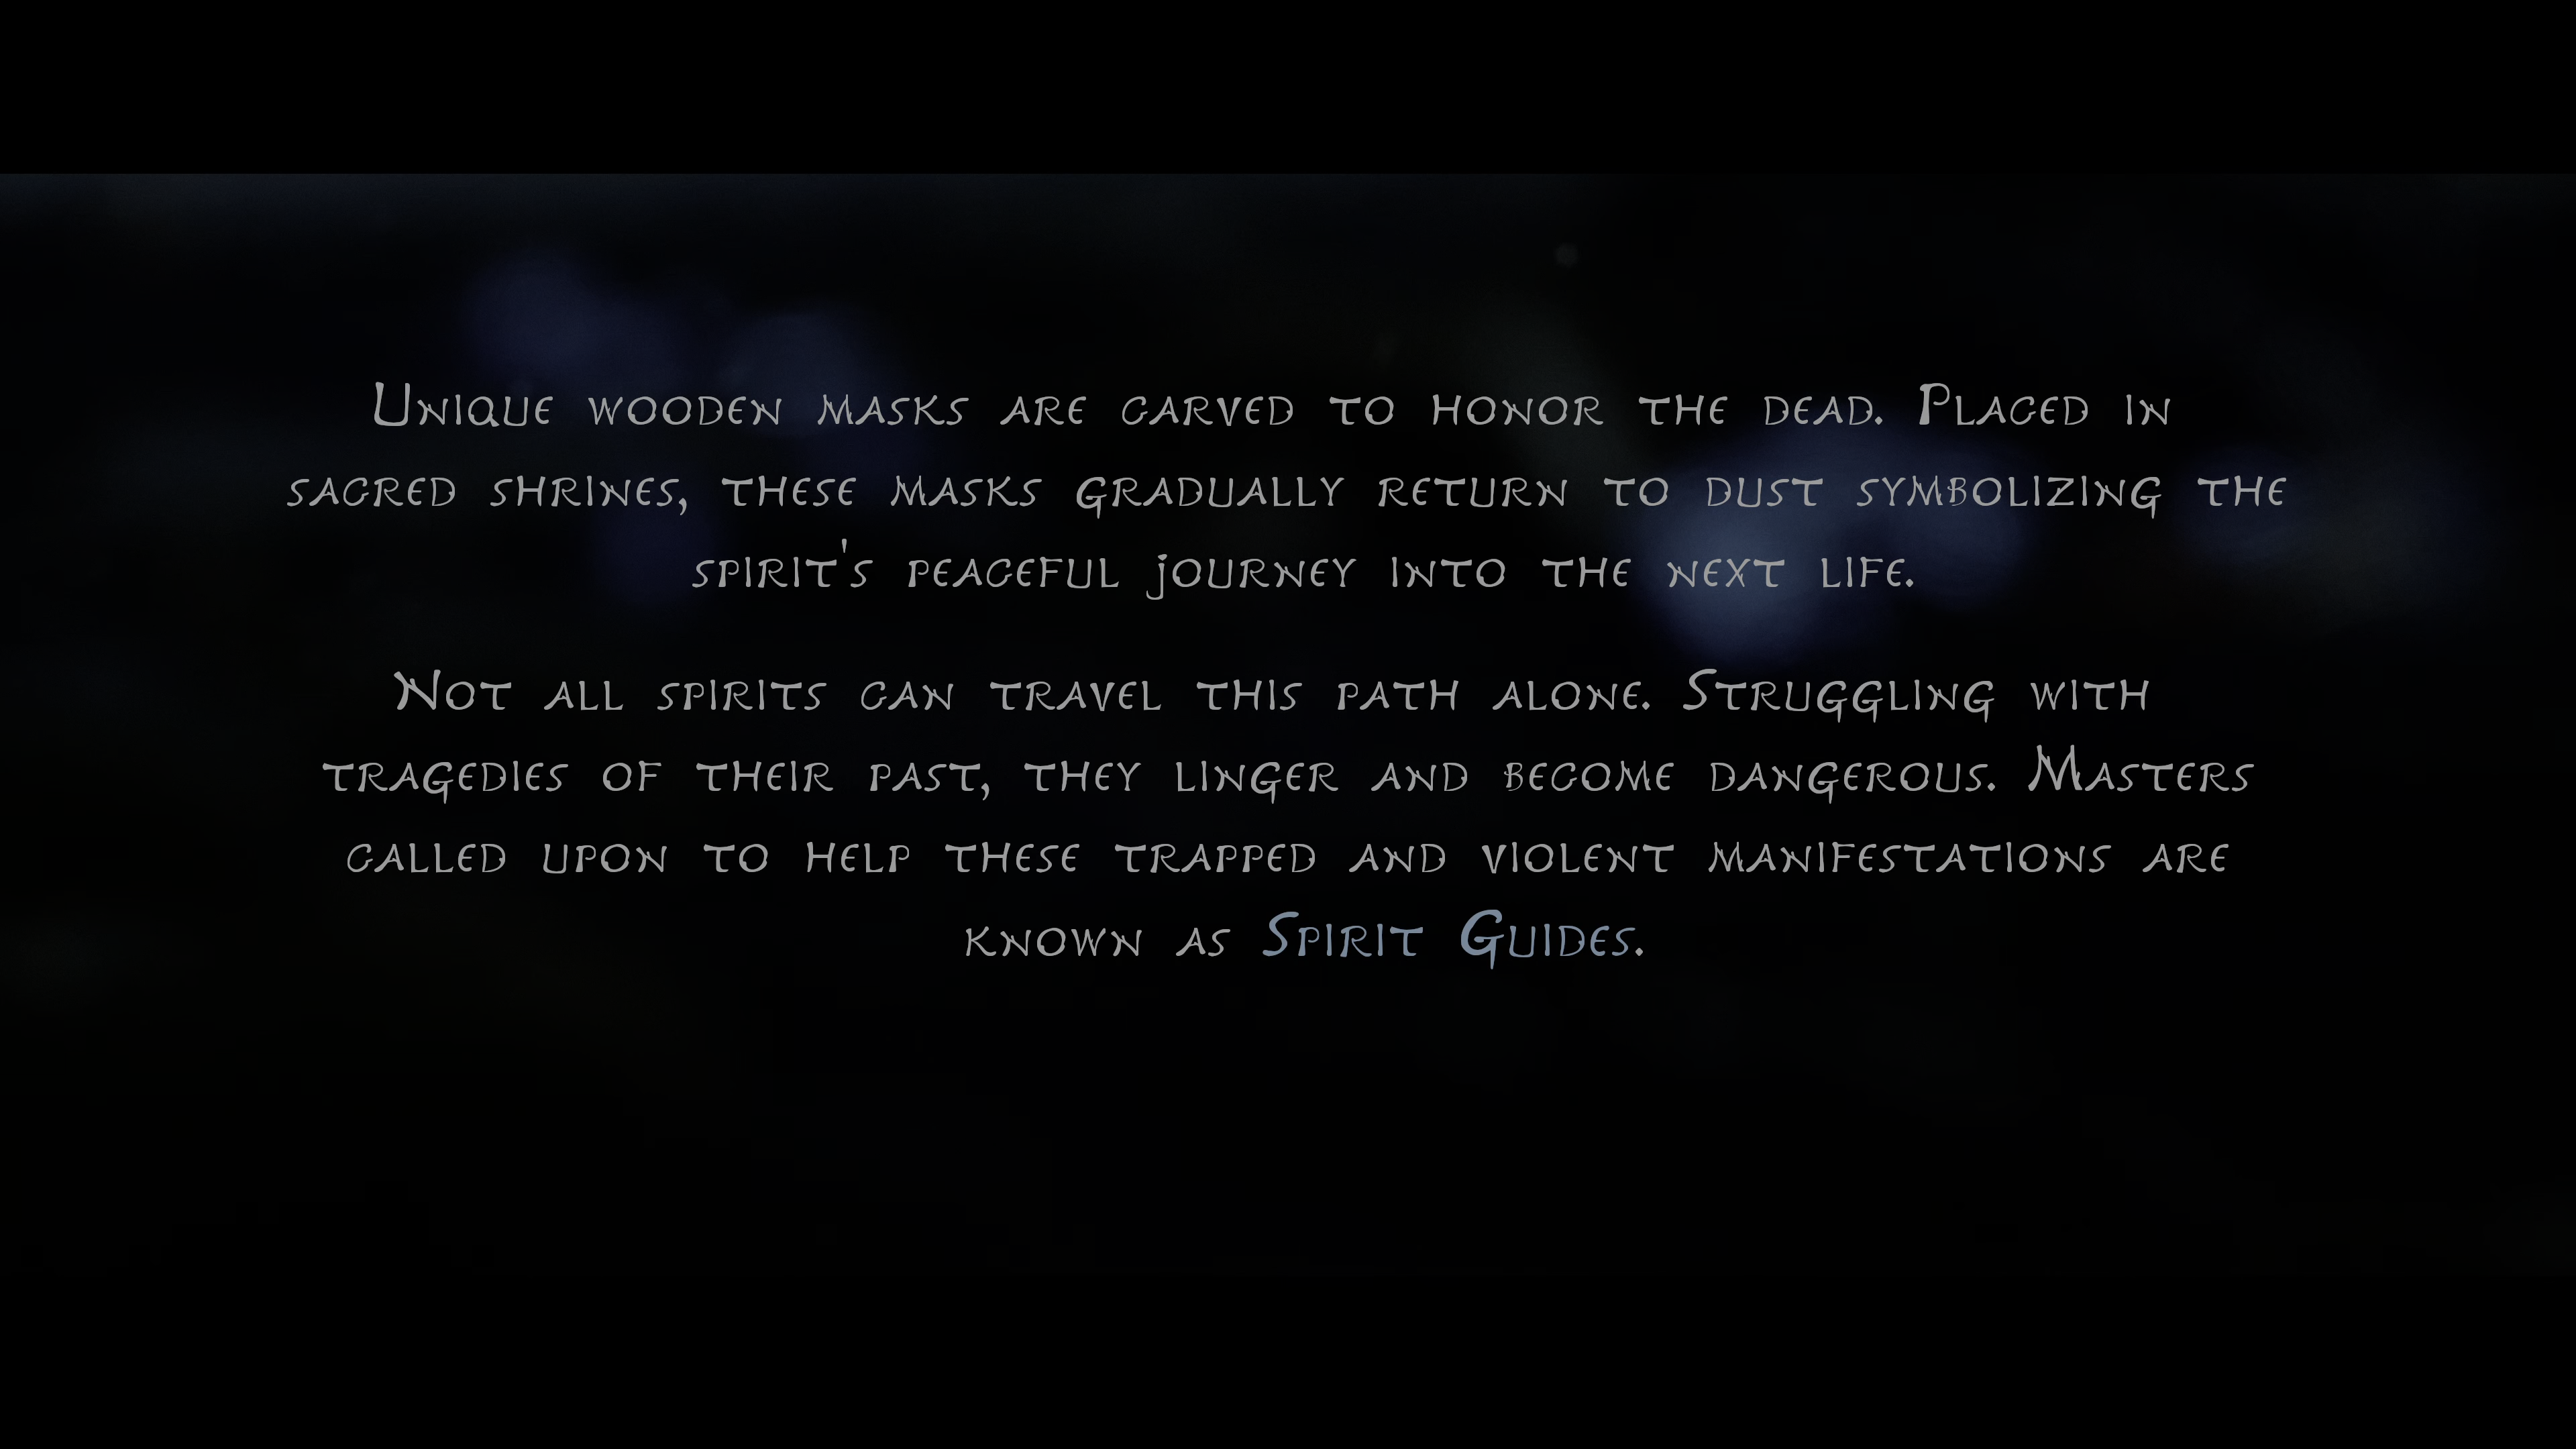 Unique wooden masks are carved to honor the dead. Placed in
sacred shrines, these masks gradually return to dust symbolizing the
spirit's peaceful journey into the next life.
Not all spirits can travel this path alone. Struggling with
tragedies of their past, they linger and become dangerous. Masters
called upon to help these trapped and violent manifestations are
known as Spirit Guides.